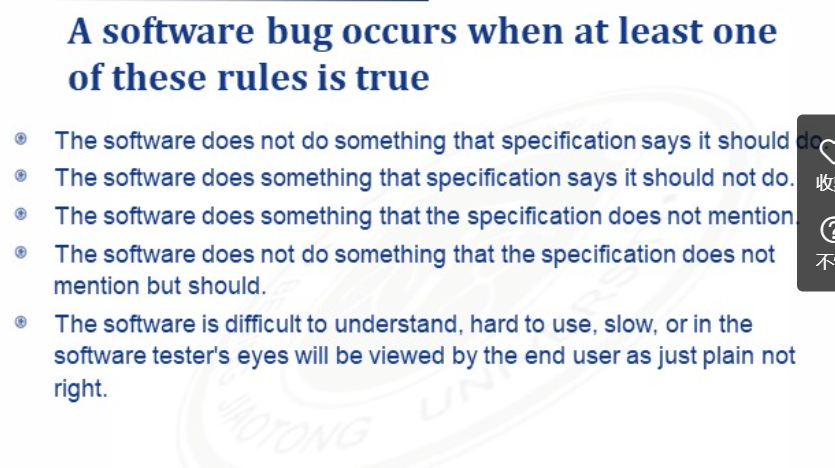 A software bug occurs when at least one
of these rules is true
The software does not do something that specification says it should do.
The software does something that specification says it should not do.
The software does something that the specification does not mention.
The software does not do something that the specification does not
mention but should.
The software is difficult to understand, hard to use, slow, or in the
software tester's eyes will be viewed by the end user as just plain not
right.
JIAOTONG UNIVERSITY
收
不